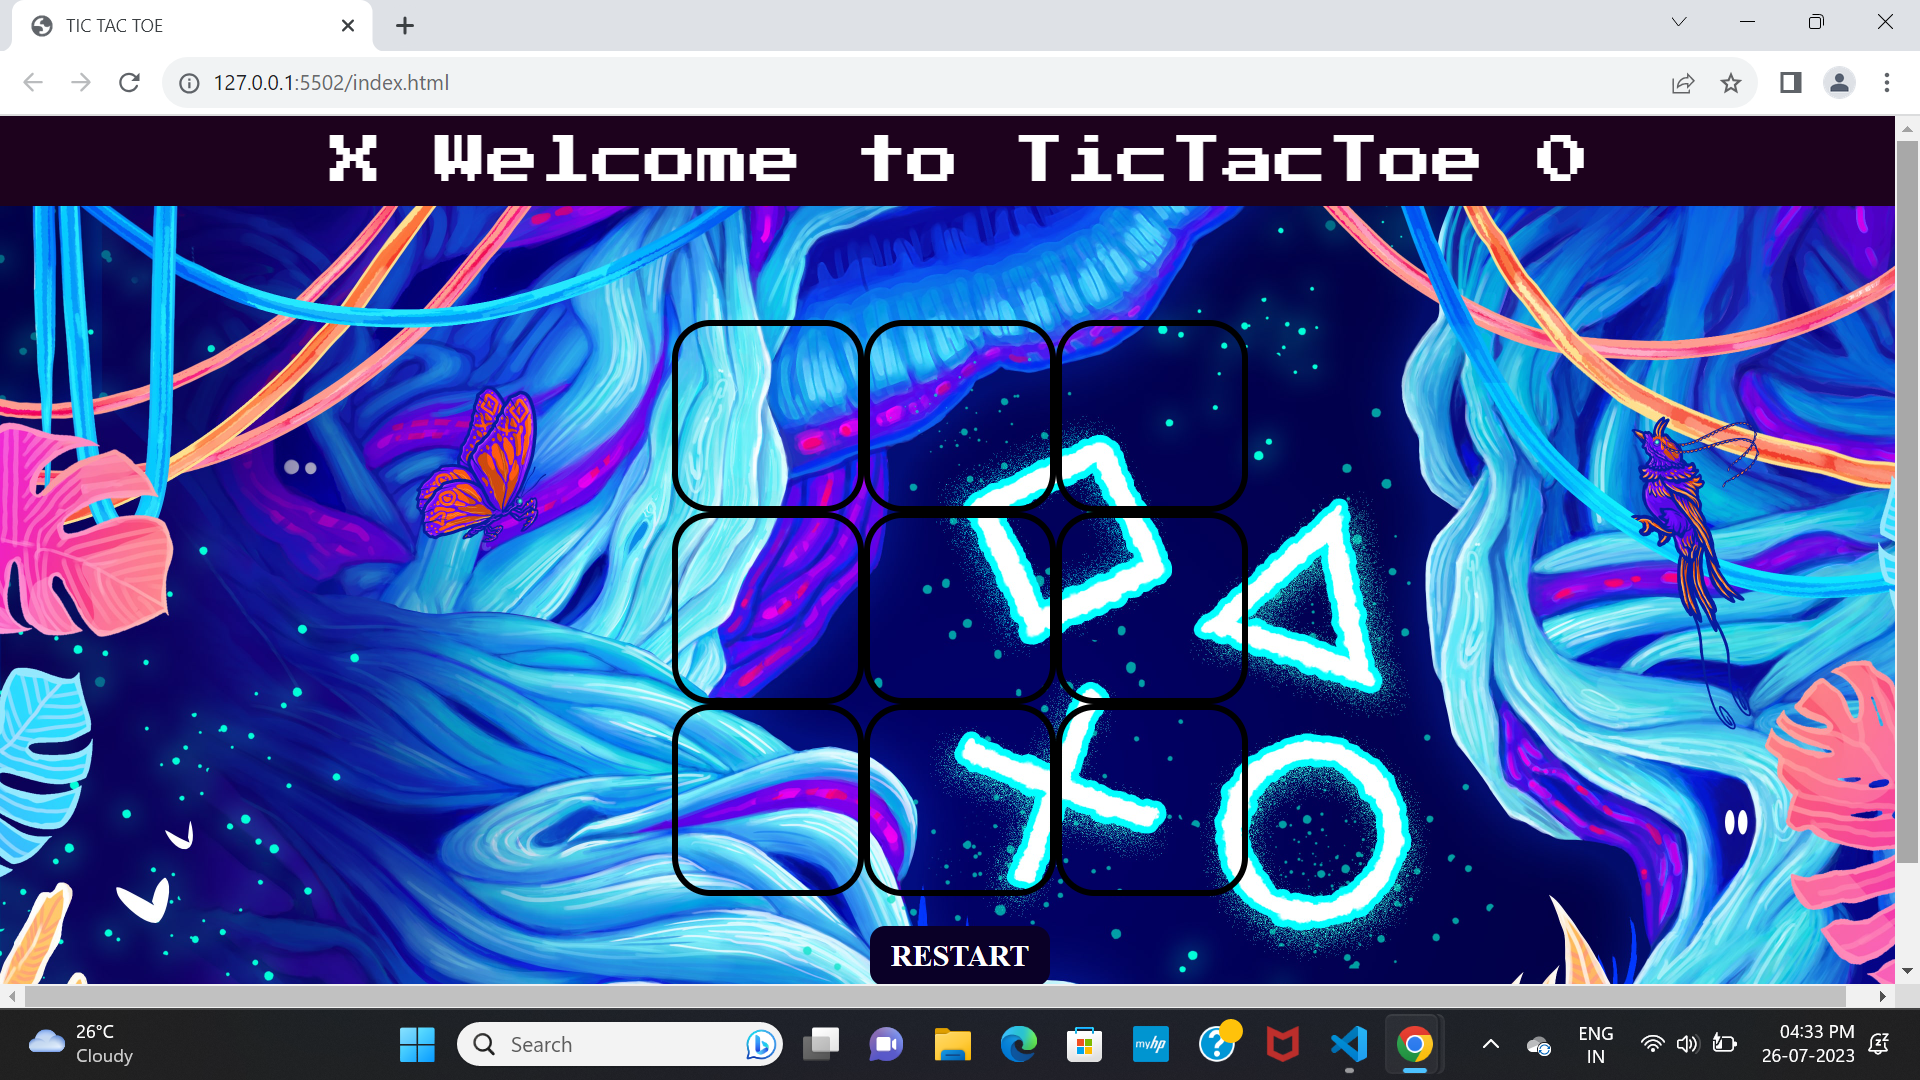 TIC TAC TOE
127.0.0.1:5502/index.html
X Welcome to TicTacToe O
RESTART
26°C
Cloudy
Search
myhp
ENG
IN
04:33 PM
26-07-2023